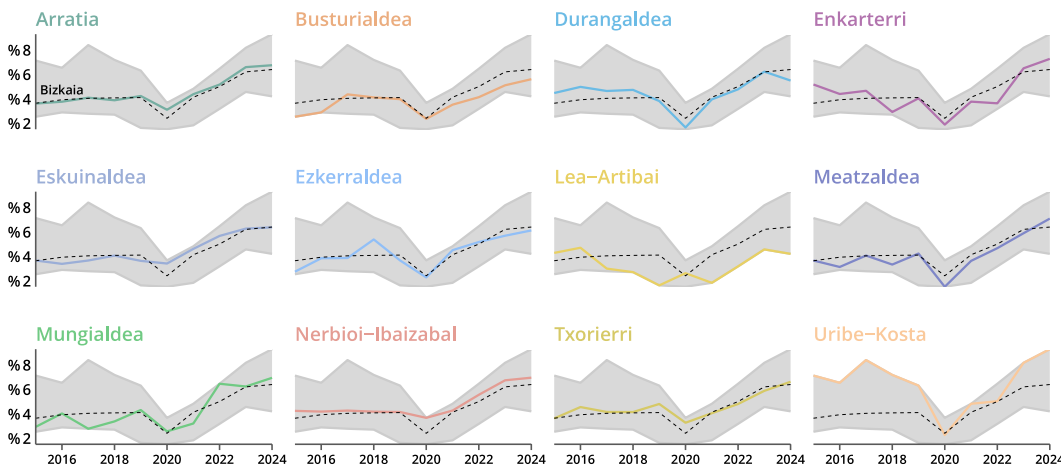 Arratia Busturialdea Durangaldea Enkarterri
%8
%6
%4
%2
Bizkaia
Eskuinaldea Ezkerraldea Lea–Artibai Meatzaldea
%8
%6
%4
%2
Mungialdea Nerbioi–Ibaizabal Txorierri Uribe–Kosta
%8
%6
%4
%2
2016 2018 2020 2022 2024 2016 2018 2020 2022 2024 2016 2018 2020 2022 2024 2016 2018 2020 2022 2024